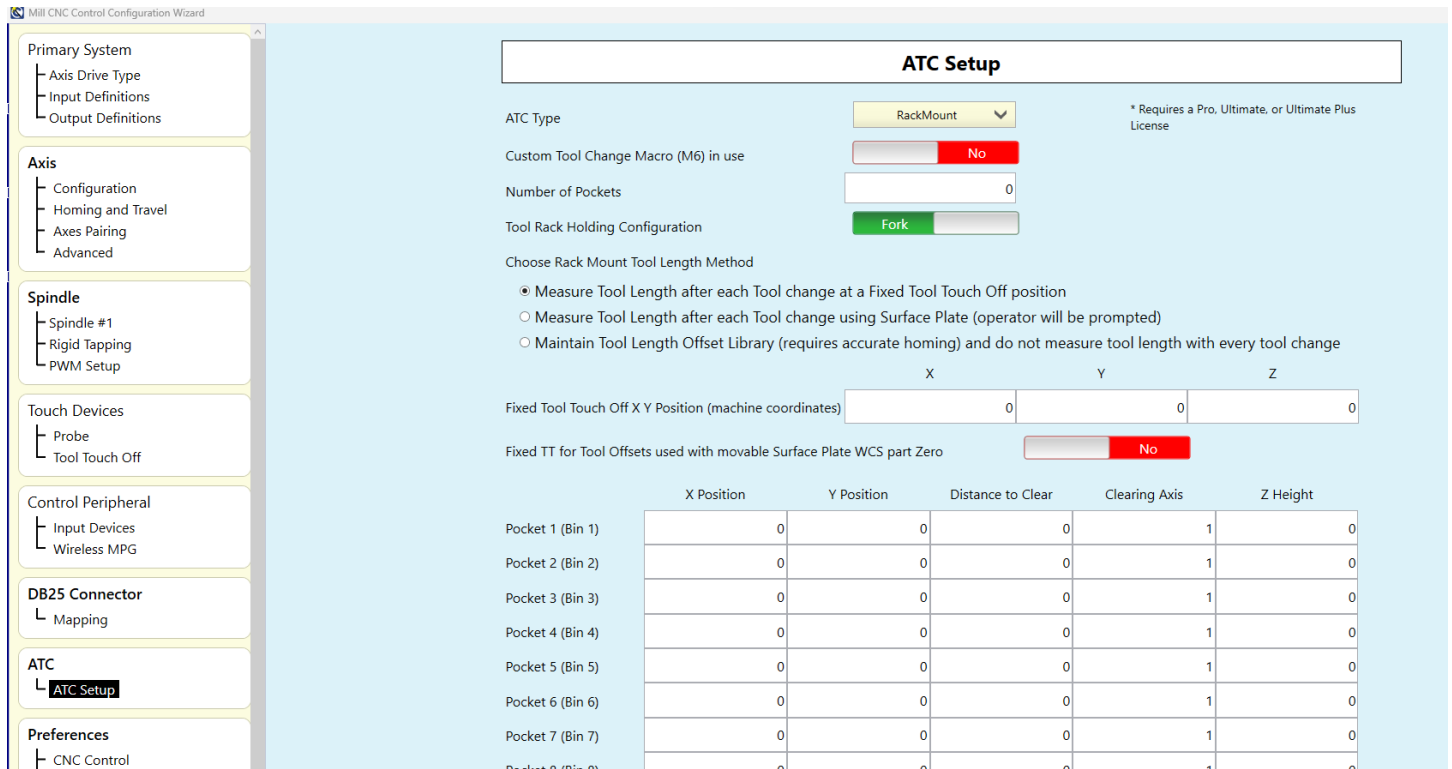 Mill CNC Control Configuration Wizard
Primary System
Axis Drive Type
Input Definitions
Output Definitions
Axis
Configuration
Homing and Travel
Axes Pairing
Advanced
Spindle
Spindle #1
Rigid Tapping
PWM Setup
Touch Devices
Probe
Tool Touch Off
Control Peripheral
Input Devices
Wireless MPG
DB25 Connector
Mapping
ATC
ATC Setup
Preferences
CNC Control
ATC Setup
ATC Type RackMount
* Requires a Pro, Ultimate, or Ultimate Plus
License
Custom Tool Change Macro (M6) in use No
Number of Pockets 0
Tool Rack Holding Configuration Fork
Choose Rack Mount Tool Length Method
Measure Tool Length after each Tool change at a Fixed Tool Touch Off position
Measure Tool Length after each Tool change using Surface Plate (operator will be prompted)
Maintain Tool Length Offset Library (requires accurate homing) and do not measure tool length with every tool change
X Y Z
Fixed Tool Touch Off X Y Position (machine coordinates) 0 0 0
Fixed TT for Tool Offsets used with movable Surface Plate WCS part Zero No
X Position Y Position Distance to Clear Clearing Axis Z Height
Pocket 1 (Bin 1) 0 0 0 1 0
Pocket 2 (Bin 2) 0 0 0 1 0
Pocket 3 (Bin 3) 0 0 0 1 0
Pocket 4 (Bin 4) 0 0 0 1 0
Pocket 5 (Bin 5) 0 0 0 1 0
Pocket 6 (Bin 6) 0 0 0 1 0
Pocket 7 (Bin 7) 0 0 0 1 0
Pocket 8 (Bin 8) 0 0 0 1 0